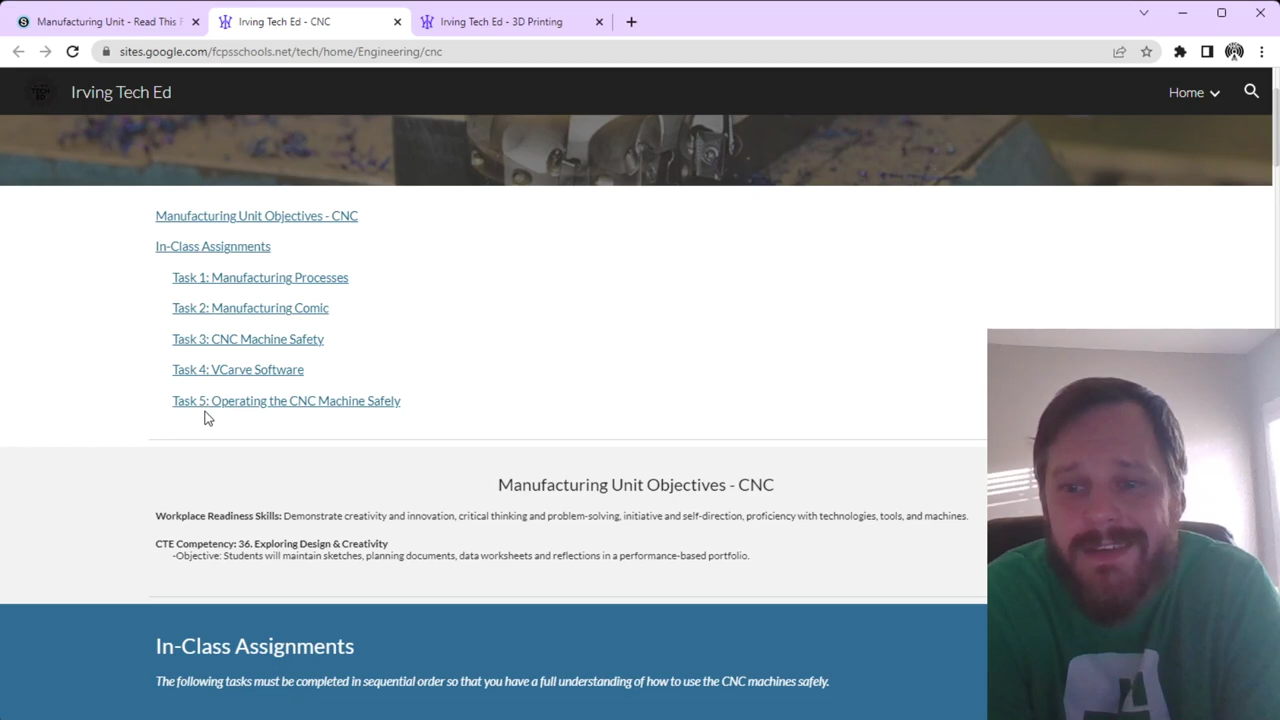 Manufacturing Unit - Read This F
Irving Tech Ed - CNC
Irving Tech Ed - 3D Printing
sites.google.com/fcpsschools.net/tech/home/Engineering/cnc
TECH
ED
Irving Tech Ed
Home
Manufacturing Unit Objectives - CNC
In-Class Assignments
Task 1: Manufacturing Processes
Task 2: Manufacturing Comic
Task 3: CNC Machine Safety
Task 4: VCarve Software
Task 5: Operating the CNC Machine Safely
Manufacturing Unit Objectives - CNC
Workplace Readiness Skills: Demonstrate creativity and innovation, critical thinking and problem-solving, initiative and self-direction, proficiency with technologies, tools, and machines.
CTE Competency: 36. Exploring Design & Creativity
-Objective: Students will maintain sketches, planning documents, data worksheets and reflections in a performance-based portfolio.
In-Class Assignments
The following tasks must be completed in sequential order so that you have a full understanding of how to use the CNC machines safely.